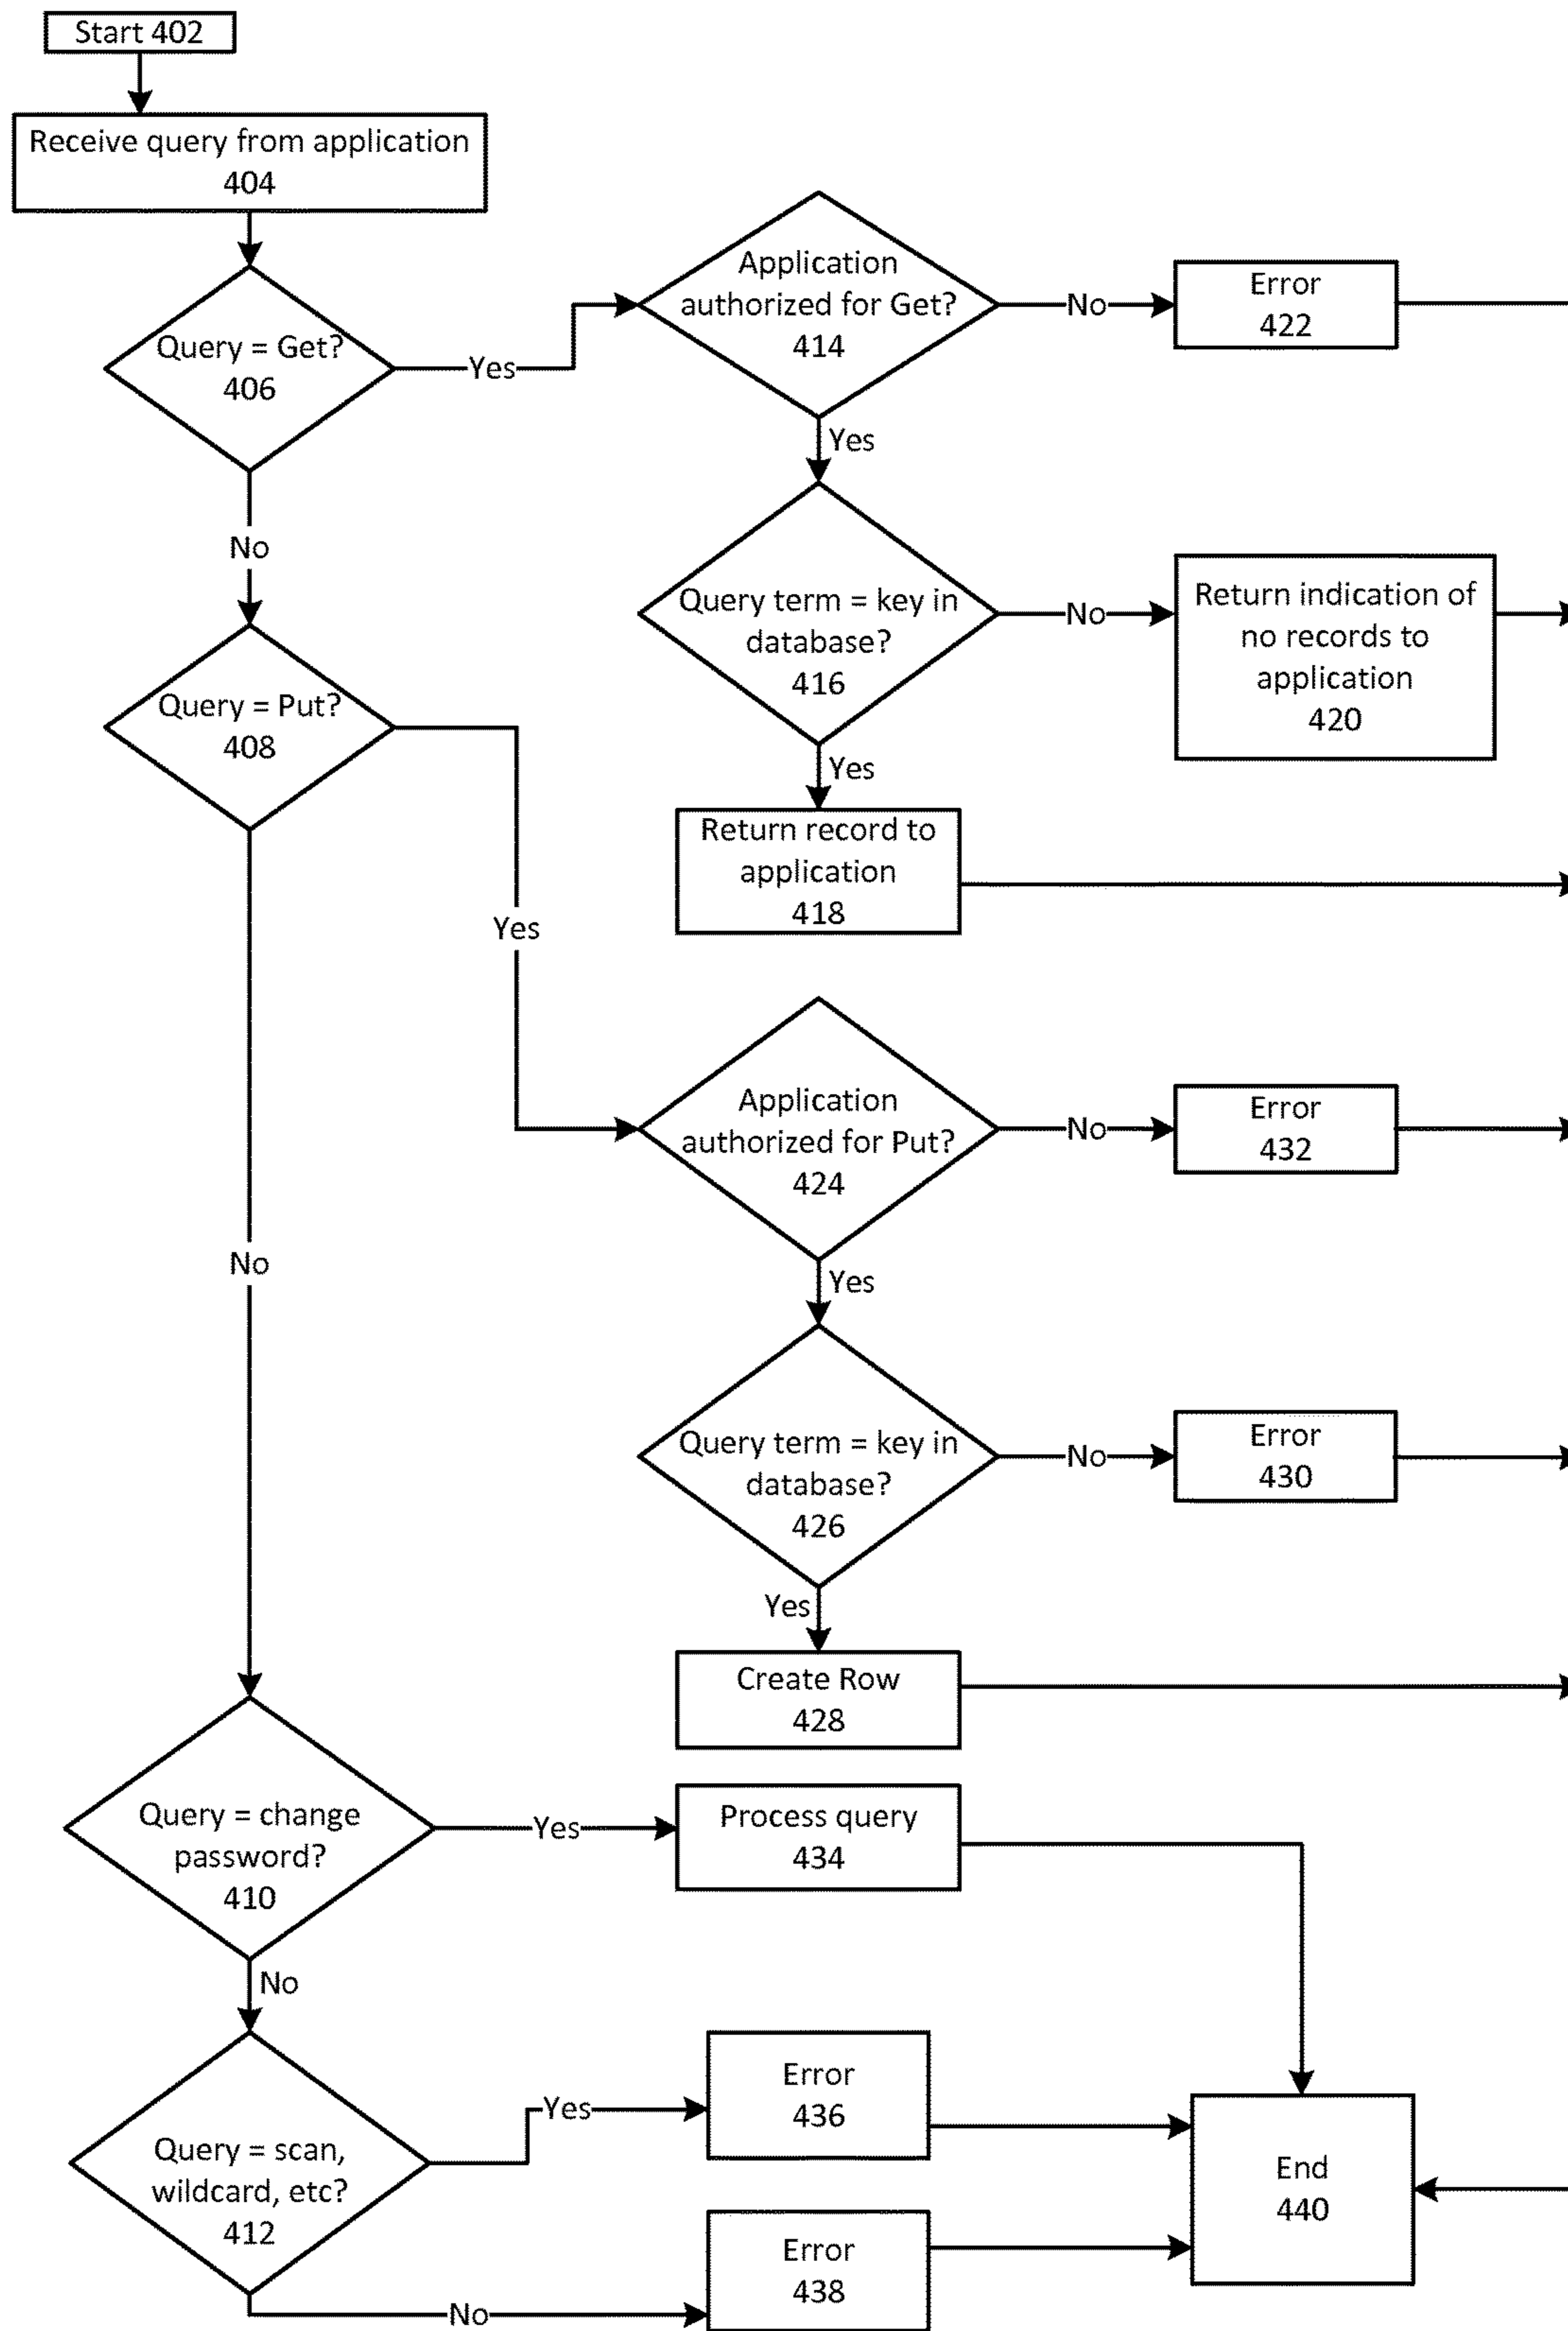 Start 402
Receive query from application
404
Query = Get?
406
Yes
No
Application
authorized for Get?
414
No
Error
422
Yes
Query term = key in
database?
416
No
Return indication of
no records to
application
420
Yes
Return record to
application
418
Query = Put?
408
Yes
No
Application
authorized for Put?
424
No
Error
432
Yes
Query term = key in
database?
426
No
Error
430
Yes
Create Row
428
Query = change
password?
410
Yes
Process query
434
No
Query = scan,
wildcard, etc?
412
Yes
Error
436
No
Error
438
End
440